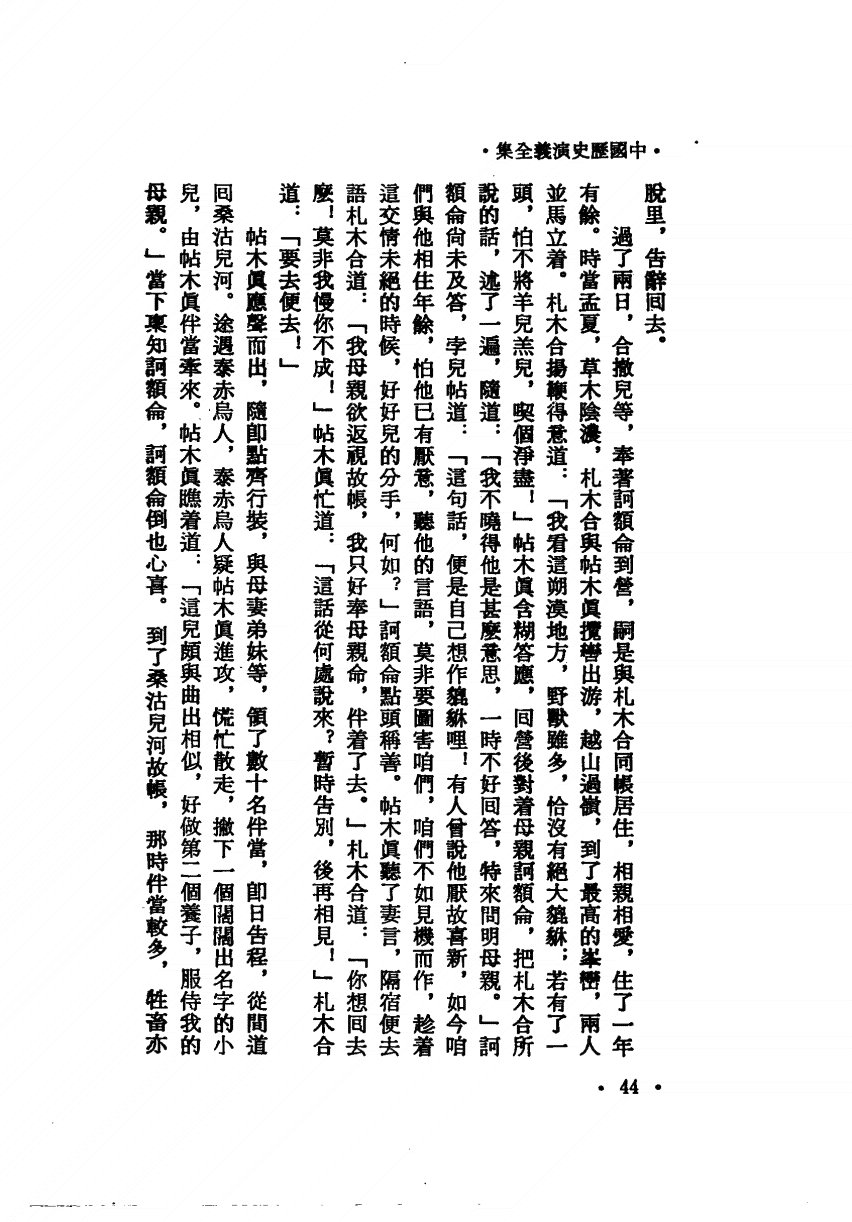 •中國歷史演義全集•
脫里，告辭回去。
過了兩日，合撒兒等，奉著訶額侖到營，嗣是與札木合同帳居住，相親相愛，住了一年
有餘。時當孟夏，草木陰濃，札木合與帖木眞攬轡出游，越山過嶺，到了最高的峯巒，兩人
並馬立着。札木合揚鞭得意道：「我看這朔漠地方，野獸雖多，恰沒有絕大貔貅；若有了一
頭，怕不將羊兒羔兒，喫個淨盡！」帖木眞含糊答應，回營後對着母親訶額侖，把札木合所
說的話，述了一遍，隨道：「我不曉得他是甚麼意思，一時不好回答，特來問明母親。」訶
額侖尙未及答，孛兒帖道：「這句話，便是自己想作貔貅哩！有人曾說他厭故喜新，如今咱
們與他相住年餘，怕他已有厭意，聽他的言語，莫非要圖害咱們，咱們不如見機而作，趁着
這交情未絕的時候，好好兒的分手，何如？」訶額侖點頭稱善。帖木眞聽了妻言，隔宿便去
語札木合道：「我母親欲返視故帳，我只好奉母親命，伴着了去。」札木合道：「你想回去
麼！莫非我慢你不成！」帖木眞忙道：「這話從何處說來？暫時告別，後再相見！」札木合
道：「要去便去！」
帖木眞應聲而出，隨卽點齊行裝，與母妻弟妹等，領了數十名伴當，卽日告程，從間道
回桑沽兒河。途遇泰赤烏人，泰赤烏人疑帖木眞進攻，慌忙散走，撇下一個闊闊出名字的小
兒，由帖木眞伴當牽來。帖木眞瞧着道：「這兒頗與曲出相似，好做第二個養子，服侍我的
母親。」當下稟知訶額侖，訶額侖倒也心喜。到了桑沽兒河故帳，那時伴當較多，牲畜亦
•44•